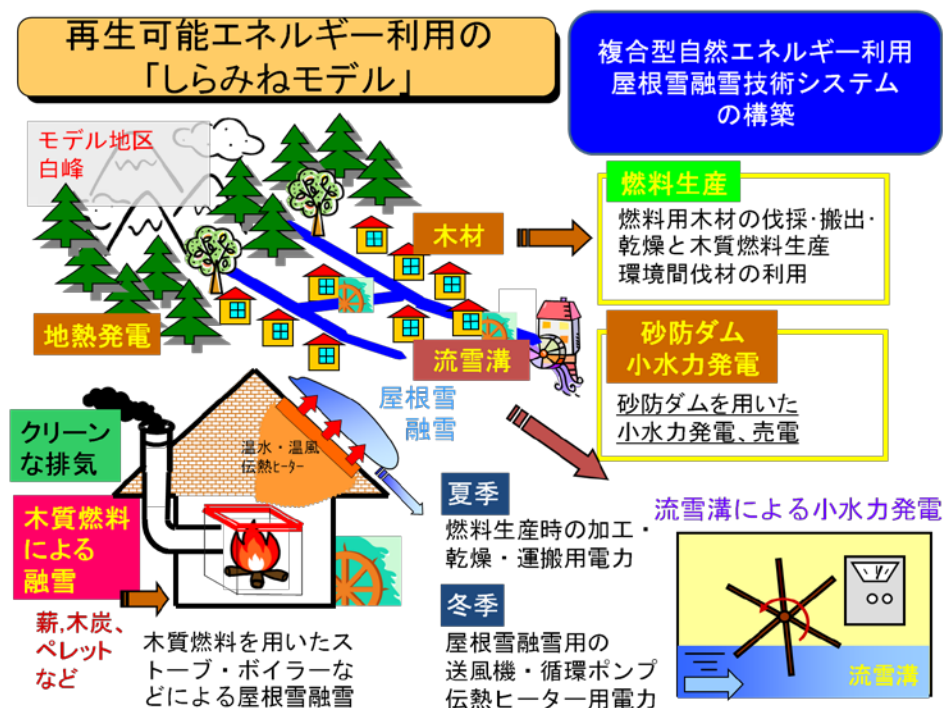 再生可能エネルギー利用の
「しらみねモデル」
複合型自然エネルギー利用
屋根雪融雪技術システム
の構築
モデル地区
白峰
木材
地熱発電
流雪溝
燃料生産
燃料用木材の伐採・搬出・
乾燥と木質燃料生産
環境間伐材の利用
砂防ダム
小水力発電
砂防ダムを用いた
小水力発電、売電
屋根雪
融雪
クリーン
な排気
温水・温風
伝熱ﾋｰﾀｰ
木質燃料
による
融雪
薪,木炭、
ペレット
など
木質燃料を用いたス
トーブ・ボイラーな
どによる屋根雪融雪
夏季
燃料生産時の加工・
乾燥・運搬用電力
冬季
屋根雪融雪用の
送風機・循環ポンプ
伝熱ヒーター用電力
流雪溝による小水力発電
流雪溝